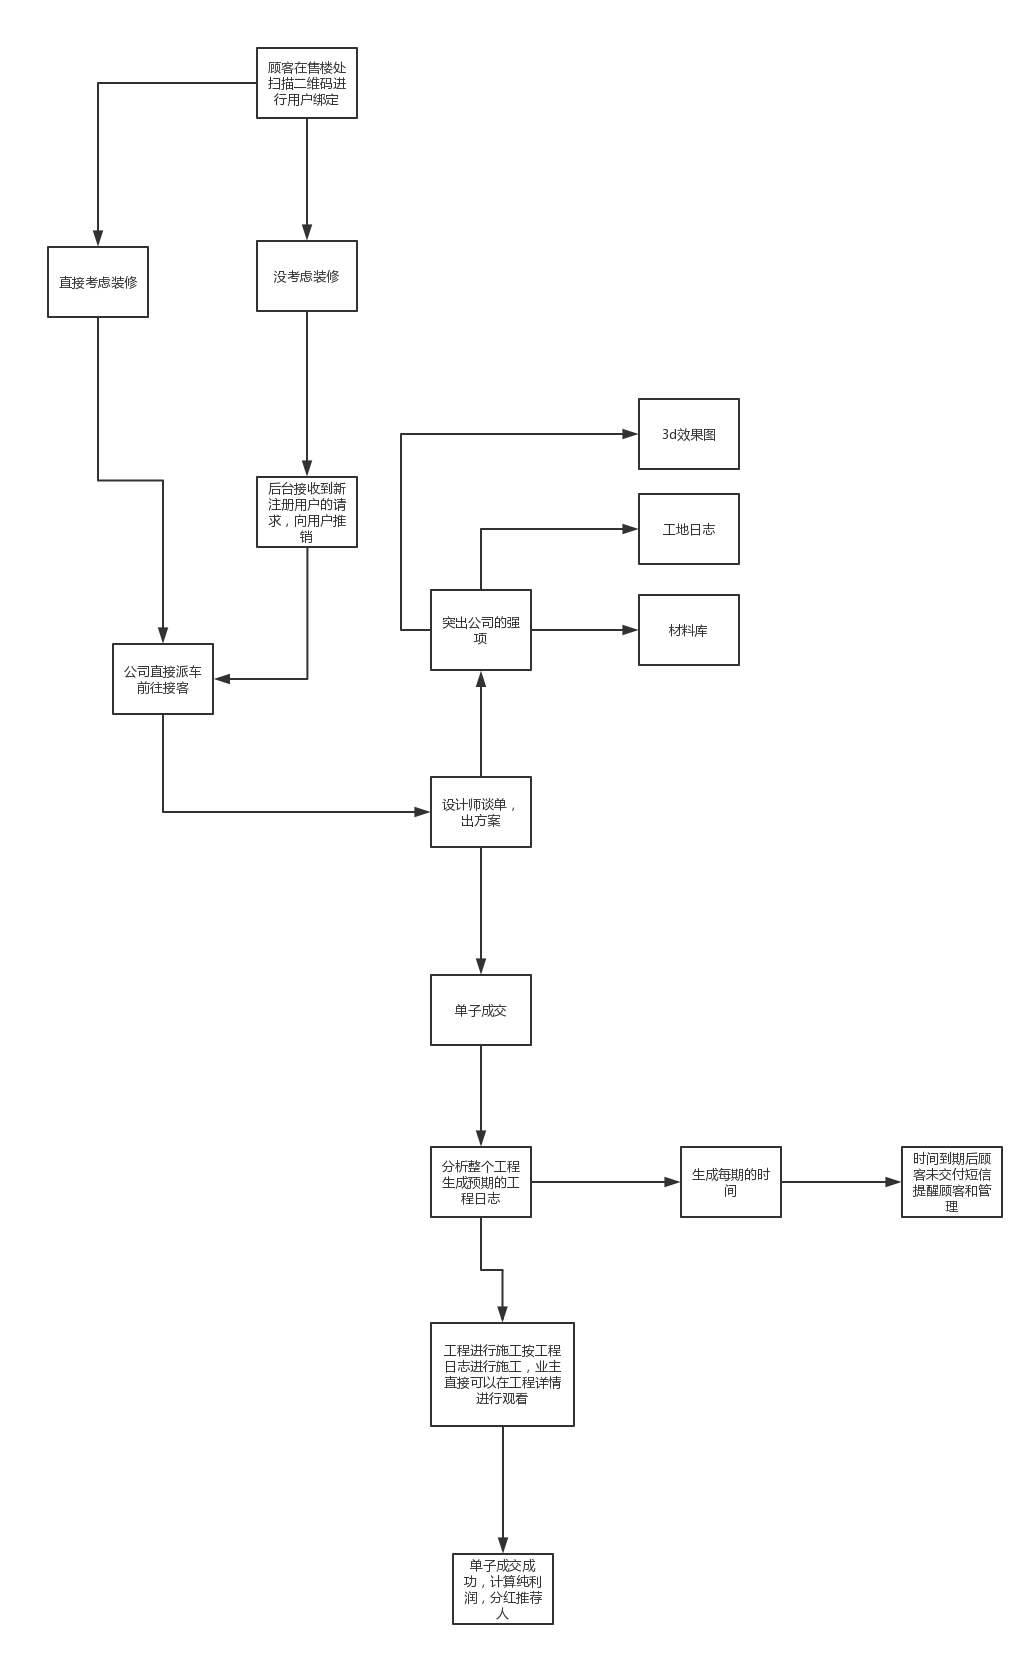 顾客在售楼处
扫描二维码进
行用户绑定
直接考虑装修
没考虑装修
后台接收到新
注册用户的请
求，向用户推
销
3d效果图
工地日志
突出公司的强
项
材料库
公司直接派车
前往接客
设计师谈单，
出方案
单子成交
分析整个工程
生成预期的工
程日志
生成每期的时
间
时间到期后顾
客未交付短信
提醒顾客和管
理
工程进行施工按工程
日志进行施工，业主
直接可以在工程详情
进行观看
单子成交成
功，计算纯利
润，分红推荐
人